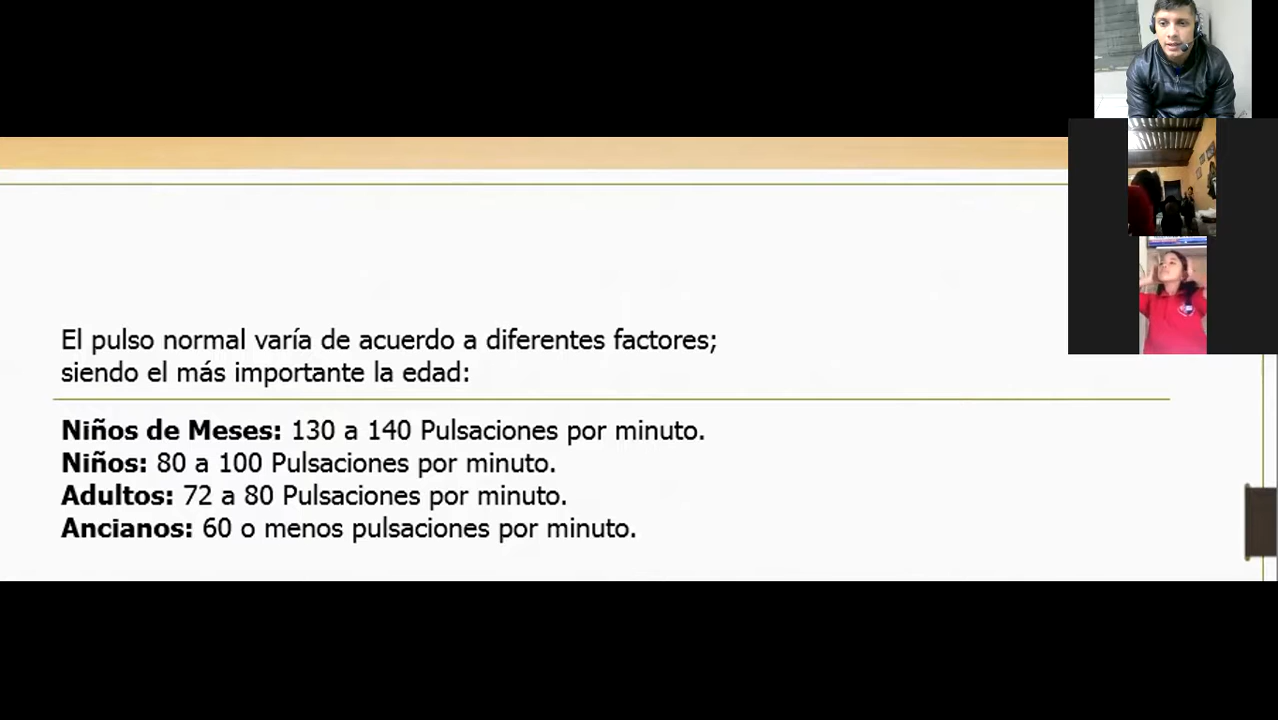 El pulso normal varía de acuerdo a diferentes factores;
siendo el más importante la edad:
Niños de Meses: 130 a 140 Pulsaciones por minuto.
Niños: 80 a 100 Pulsaciones por minuto.
Adultos: 72 a 80 Pulsaciones por minuto.
Ancianos: 60 o menos pulsaciones por minuto.